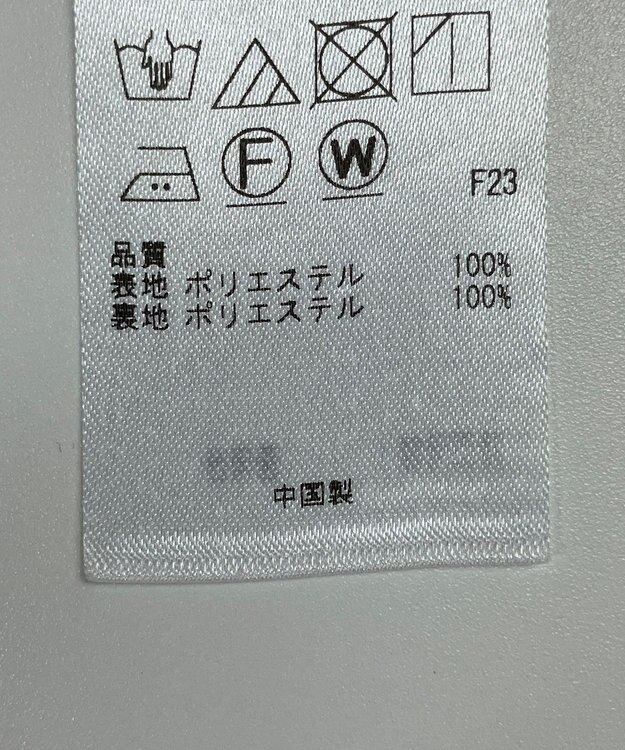 F W F23
品質
表地 ポリエステル 100%
裏地 ポリエステル 100%
中国製